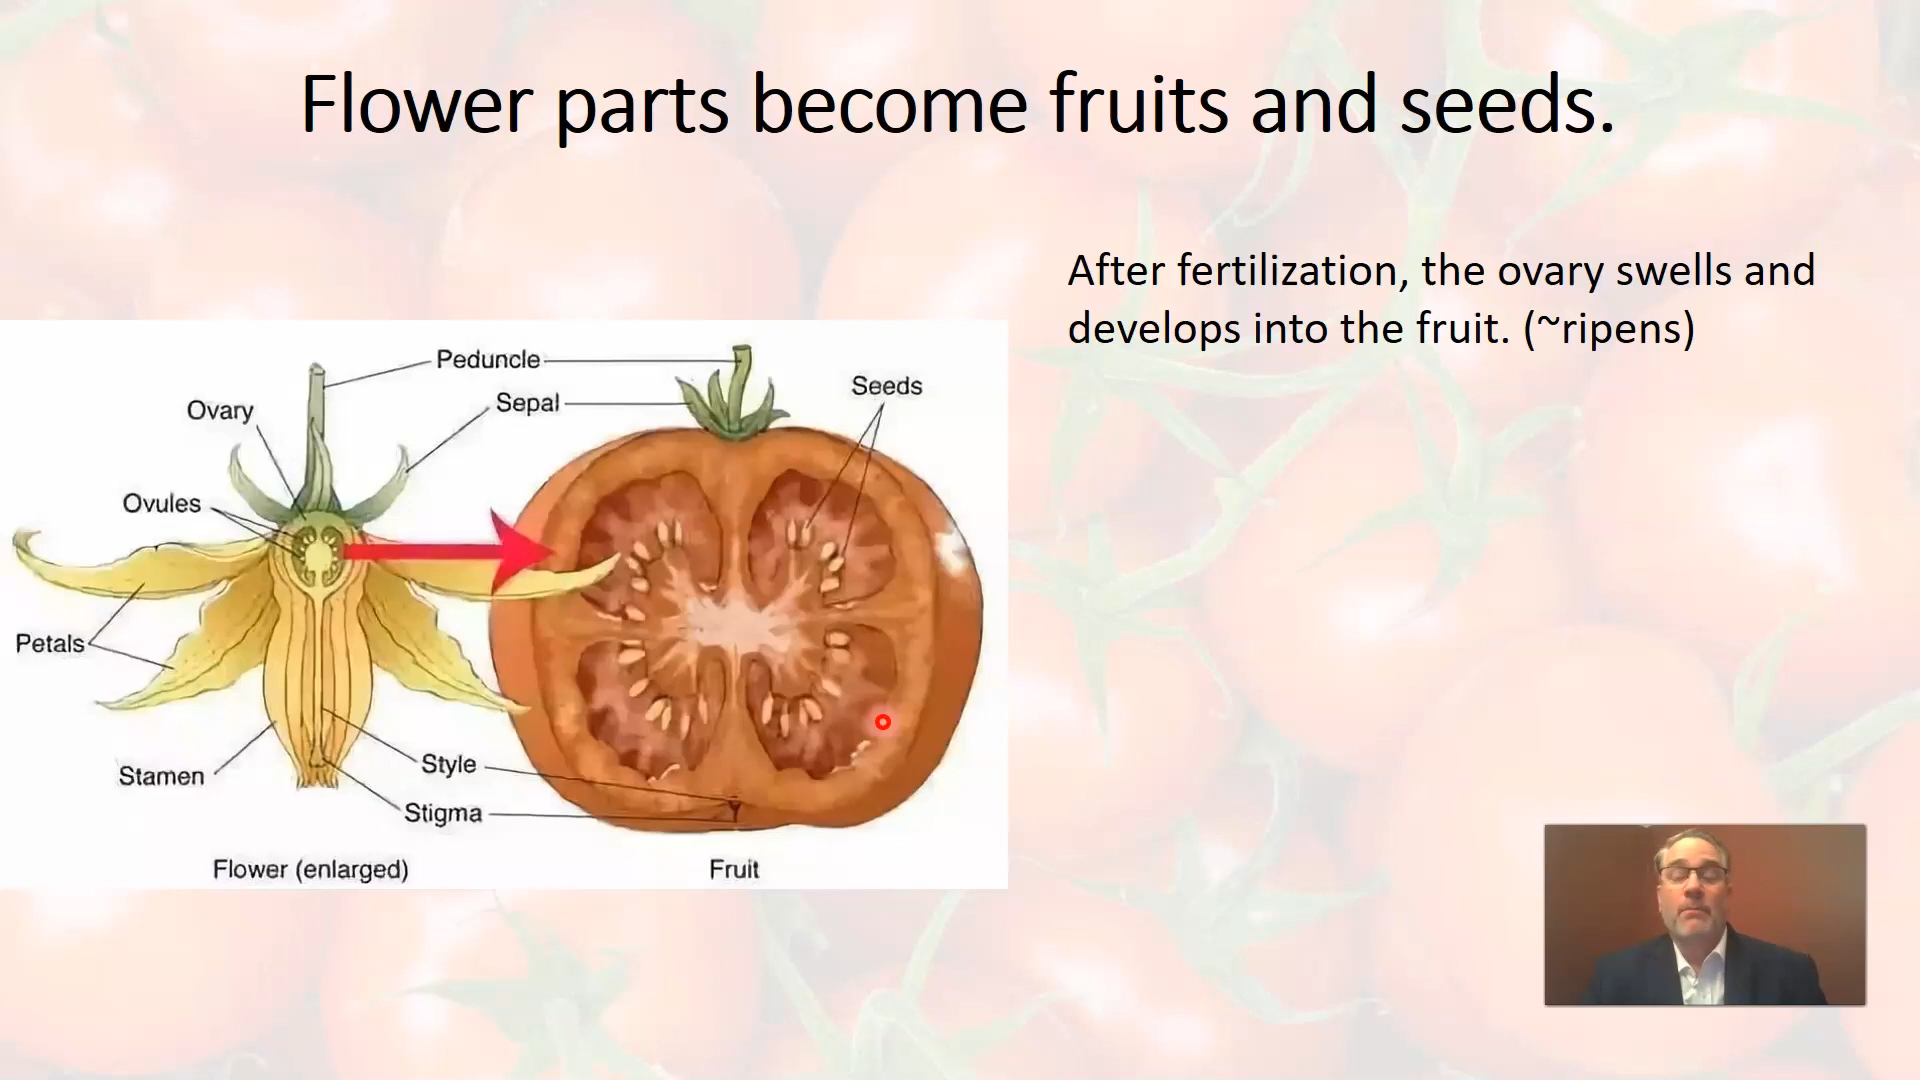 Flower parts become fruits and seeds.
After fertilization, the ovary swells and
develops into the fruit. (~ripens)
Peduncle
Sepal
Seeds
Ovary
Ovules
Petals
Stamen
Style
Stigma
Flower (enlarged)
Fruit